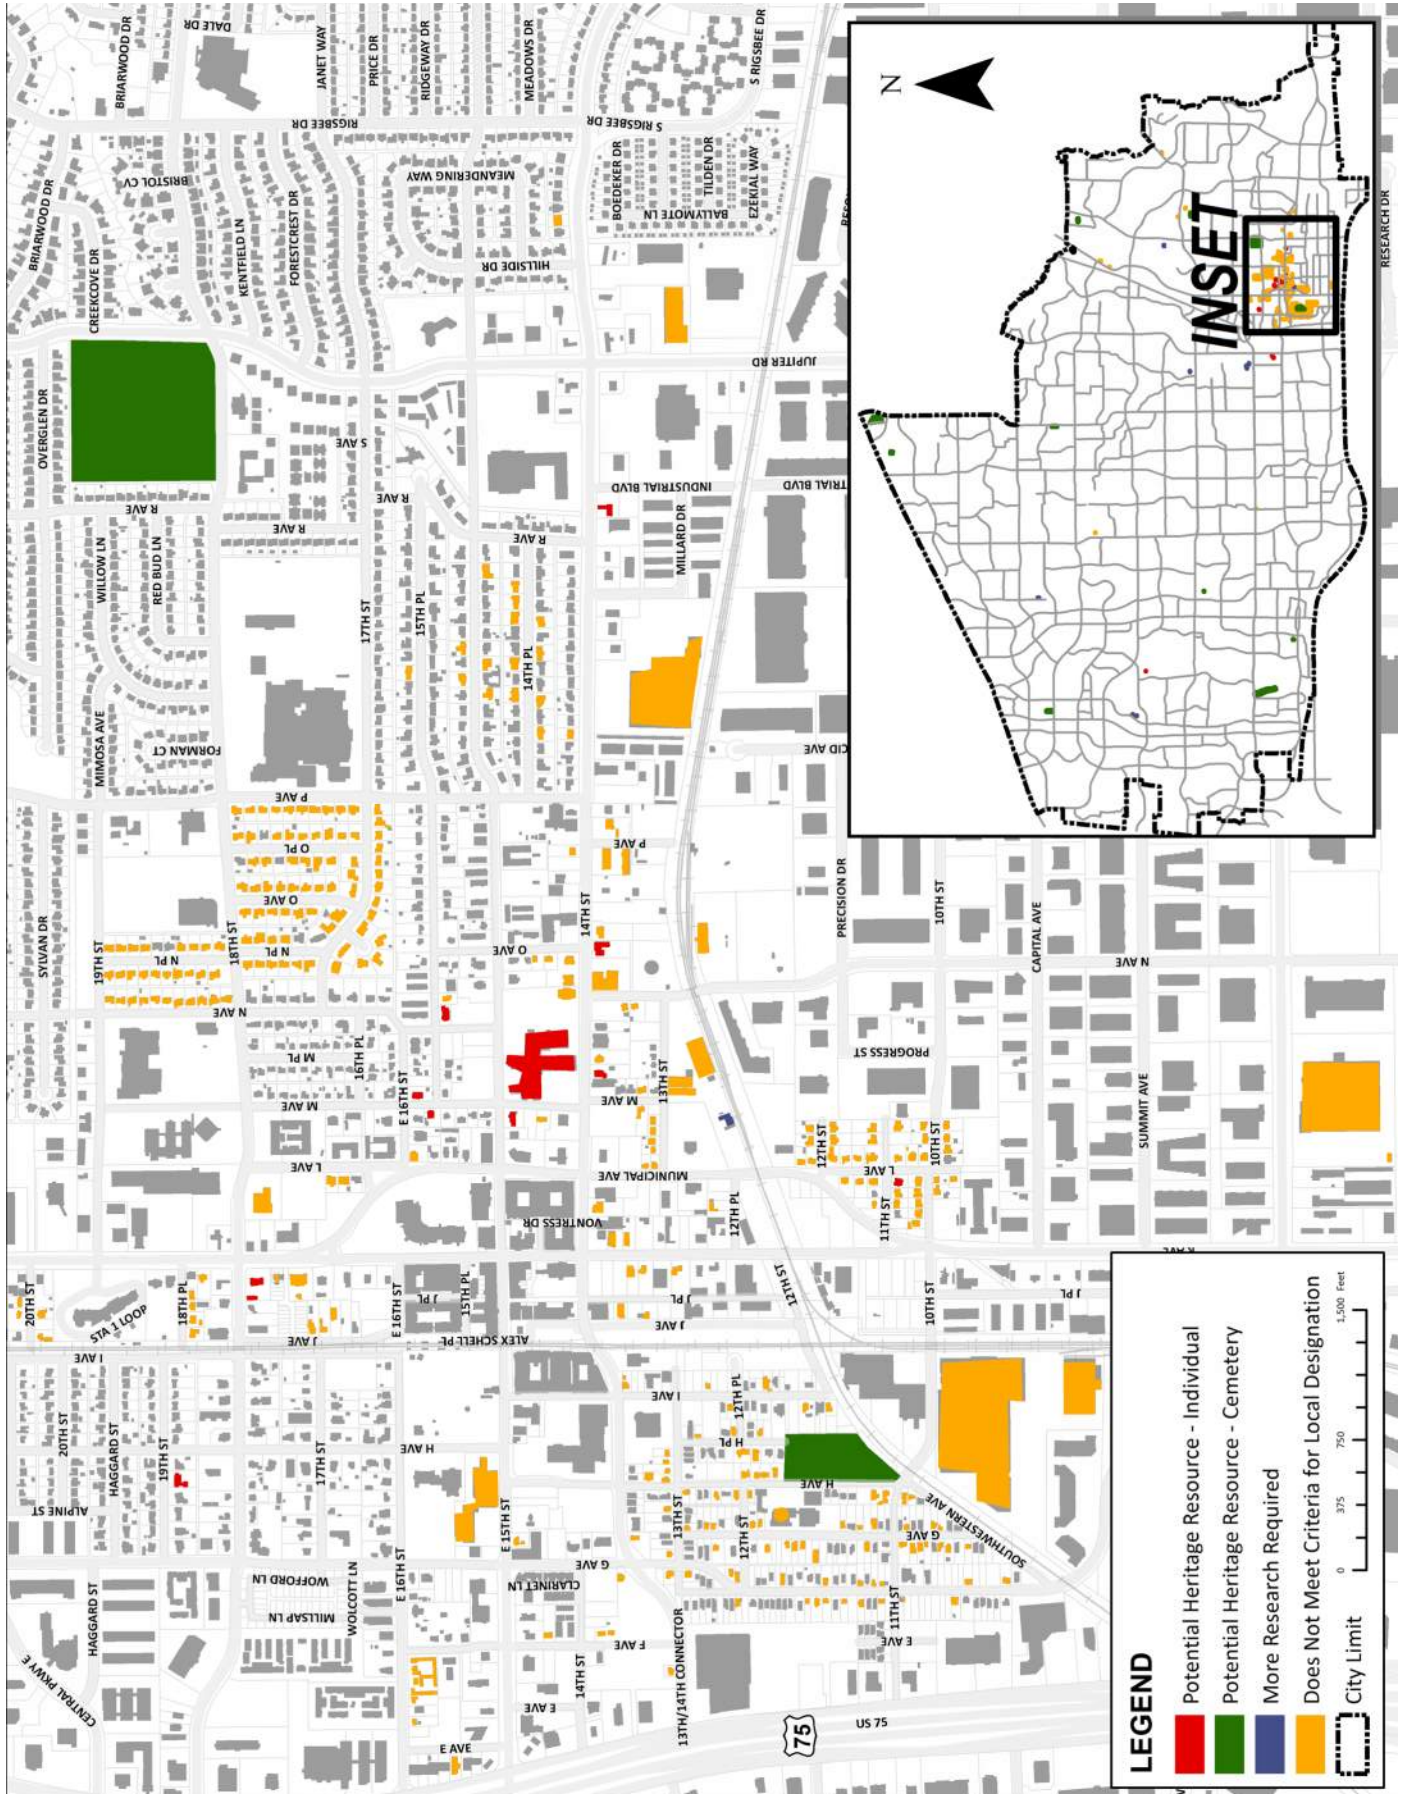 BRIARWOOD DR
DALE DR
JANET WAY
PRICE DR
RIDGEWAY DR
MEADOWS DR
S RIGSBEE DR
RIGSBEE DR
S RIGSBEE DR
BRIARWOOD DR
BRISTOL CV
CREEKCOVE DR
KENTFIELD LN
FORESTCREST DR
MEANDERING WAY
HILLSIDE DR
BOEDEKER DR
BALLYMOTE LN
TILDEN DR
EZEKIAL WAY
JUPITER RD
OVERGLEN DR
S AVE
R AVE
R AVE
R AVE
R AVE
INDUSTRIAL BLVD
TRIAL BLVD
MILLARD DR
WILLOW LN
RED BUD LN
17TH ST
15TH PL
14TH PL
MIMOSA AVE
FORMAN CT
CID AVE
P AVE
P AVE
O PL
O AVE
O AVE
SYLVAN DR
19TH ST
18TH ST
N PL
N PL
N AVE
N AVE
14TH ST
PRECISION DR
10TH ST
CAPITAL AVE
M PL
16TH PL
E 16TH ST
M AVE
M AVE
13TH ST
PROGRESS ST
SUMMIT AVE
L AVE
L AVE
MUNICIPAL AVE
12TH ST
10TH ST
11TH ST
VONTRESS DR
12TH PL
20TH ST
STA 1 LOOP
18TH PL
J AVE
E 16TH ST
J PL
15TH PL
ALEX SCHELL PL
J PL
J AVE
12TH ST
10TH ST
J PL
I AVE
I AVE
20TH ST
HAGGARD ST
19TH ST
17TH ST
H AVE
H PL
12TH PL
H AVE
ALPINE ST
E 15TH ST
13TH ST
12TH ST
G AVE
G AVE
SOUTHWESTERN AVE
HAGGARD ST
WOFFORD LN
MILLSAP LN
WOLCOTT LN
E 16TH ST
CLARINET LN
11TH ST
CENTRAL PKWY E
F AVE
14TH ST
13TH/14TH CONNECTOR
E AVE
E AVE
E AVE
75
US 75
N
INSET
RESEARCH DR
LEGEND
Potential Heritage Resource - Individual
Potential Heritage Resource - Cemetery
More Research Required
Does Not Meet Criteria for Local Designation
City Limit
0 375 750 1,500 Feet